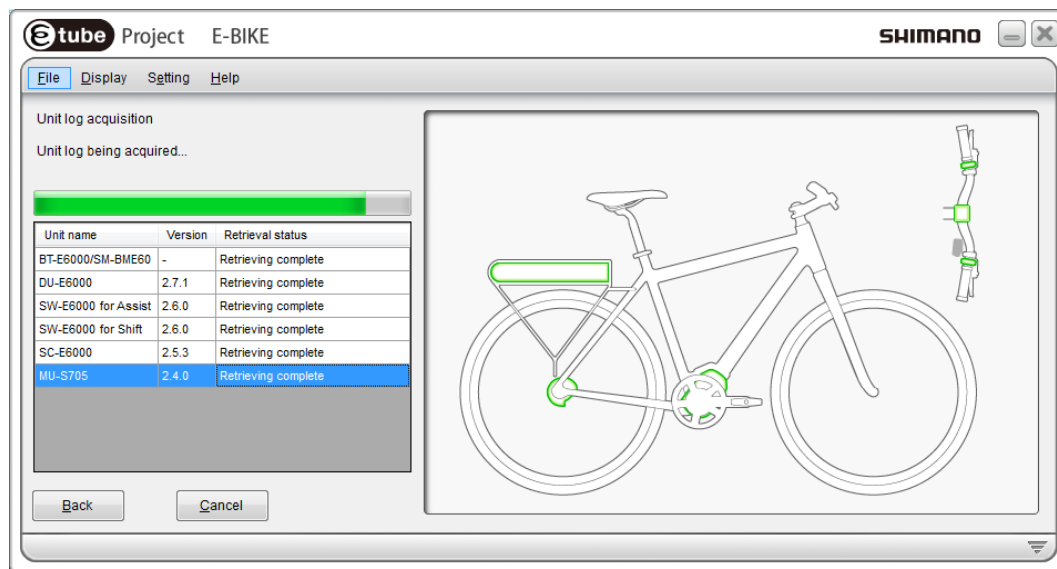 etube Project E-BIKE
SHIMANO
File Display Setting Help
Unit log acquisition
Unit log being acquired...
Unit name Version Retrieval status
BT-E6000/SM-BME60 - Retrieving complete
DU-E6000 2.7.1 Retrieving complete
SW-E6000 for Assist 2.6.0 Retrieving complete
SW-E6000 for Shift 2.6.0 Retrieving complete
SC-E6000 2.5.3 Retrieving complete
MU-S705 2.4.0 Retrieving complete
Back Cancel